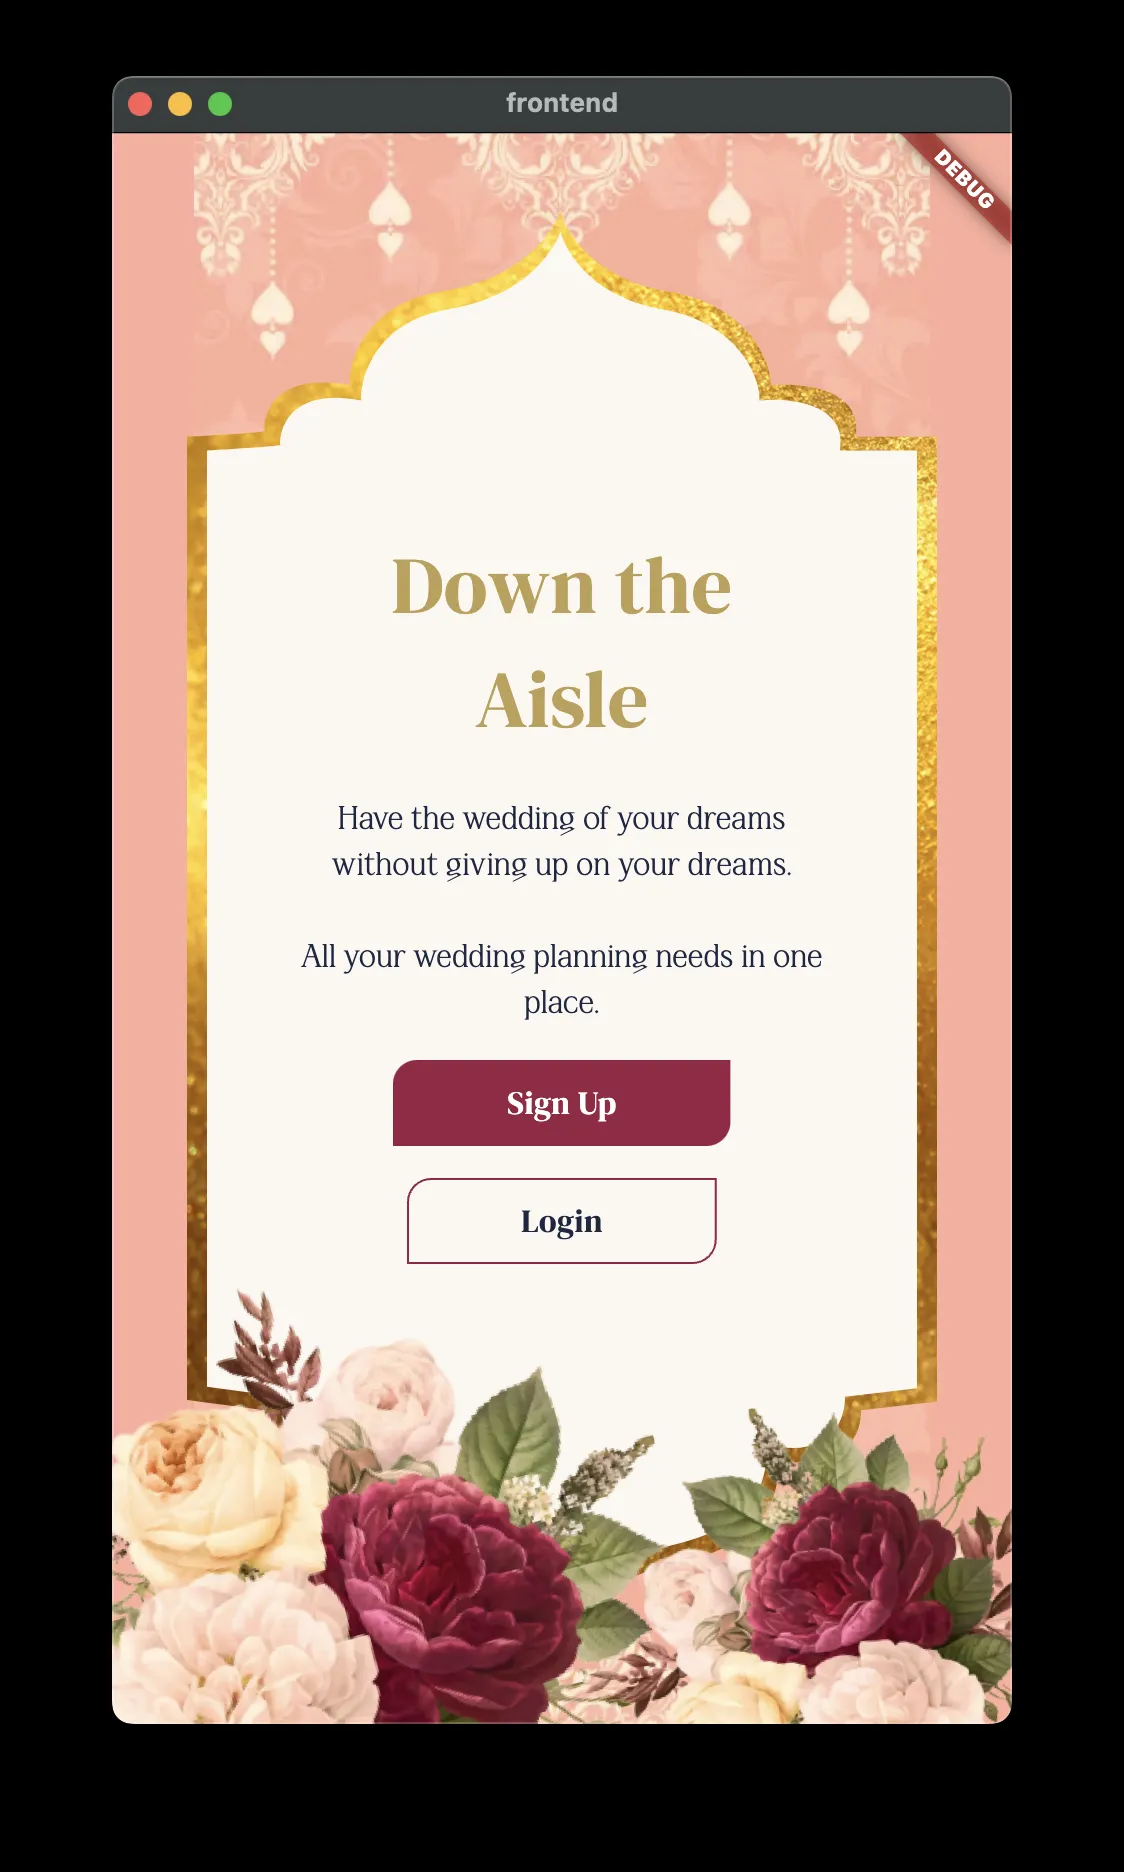 frontend
DEBUG
Down the
Aisle
Have the wedding of your dreams
without giving up on your dreams.
All your wedding planning needs in one
place.
Sign Up
Login